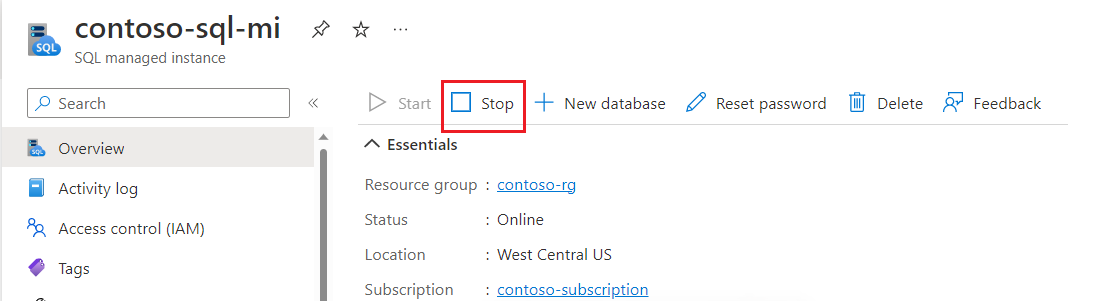 contoso-sql-mi
SQL managed instance
Search
Start Stop New database Reset password Delete Feedback
Overview
Essentials
Activity log
Resource group : contoso-rg
Status : Online
Access control (IAM)
Location : West Central US
Tags
Subscription : contoso-subscription